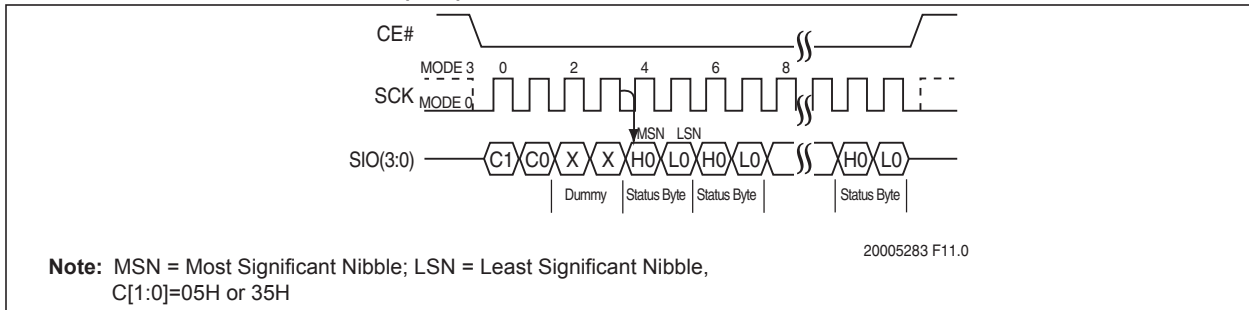 CE#
MODE 3 0 2 4 6 8
SCK MODE 0
MSN LSN
SIO(3:0) C1 C0 X X H0 L0 H0 L0 H0 L0
Dummy Status Byte Status Byte Status Byte
20005283 F11.0
Note: MSN = Most Significant Nibble; LSN = Least Significant Nibble,
C[1:0]=05H or 35H